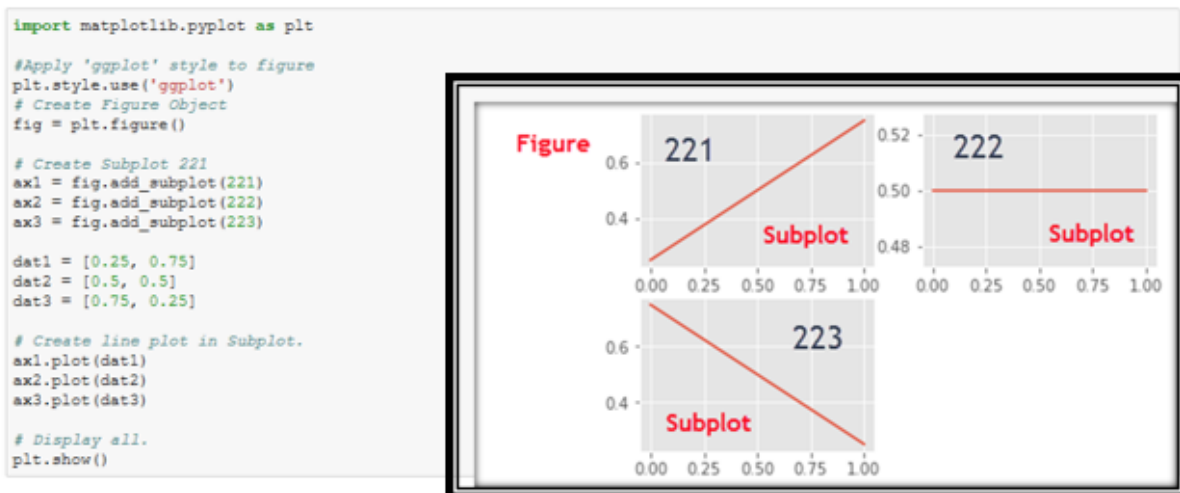 import matplotlib.pyplot as plt
#Apply 'ggplot' style to figure
plt.style.use('ggplot')
# Create Figure Object
fig = plt.figure()
# Create Subplot 221
ax1 = fig.add_subplot(221)
ax2 = fig.add_subplot(222)
ax3 = fig.add_subplot(223)
dat1 = [0.25, 0.75]
dat2 = [0.5, 0.5]
dat3 = [0.75, 0.25]
# Create line plot in Subplot.
ax1.plot(dat1)
ax2.plot(dat2)
ax3.plot(dat3)
# Display all.
plt.show()
Figure
221
0.6
0.4
Subplot
0.00 0.25 0.50 0.75 1.00
222
0.52
0.50
0.48
Subplot
0.00 0.25 0.50 0.75 1.00
223
0.6
0.4
Subplot
0.00 0.25 0.50 0.75 1.00